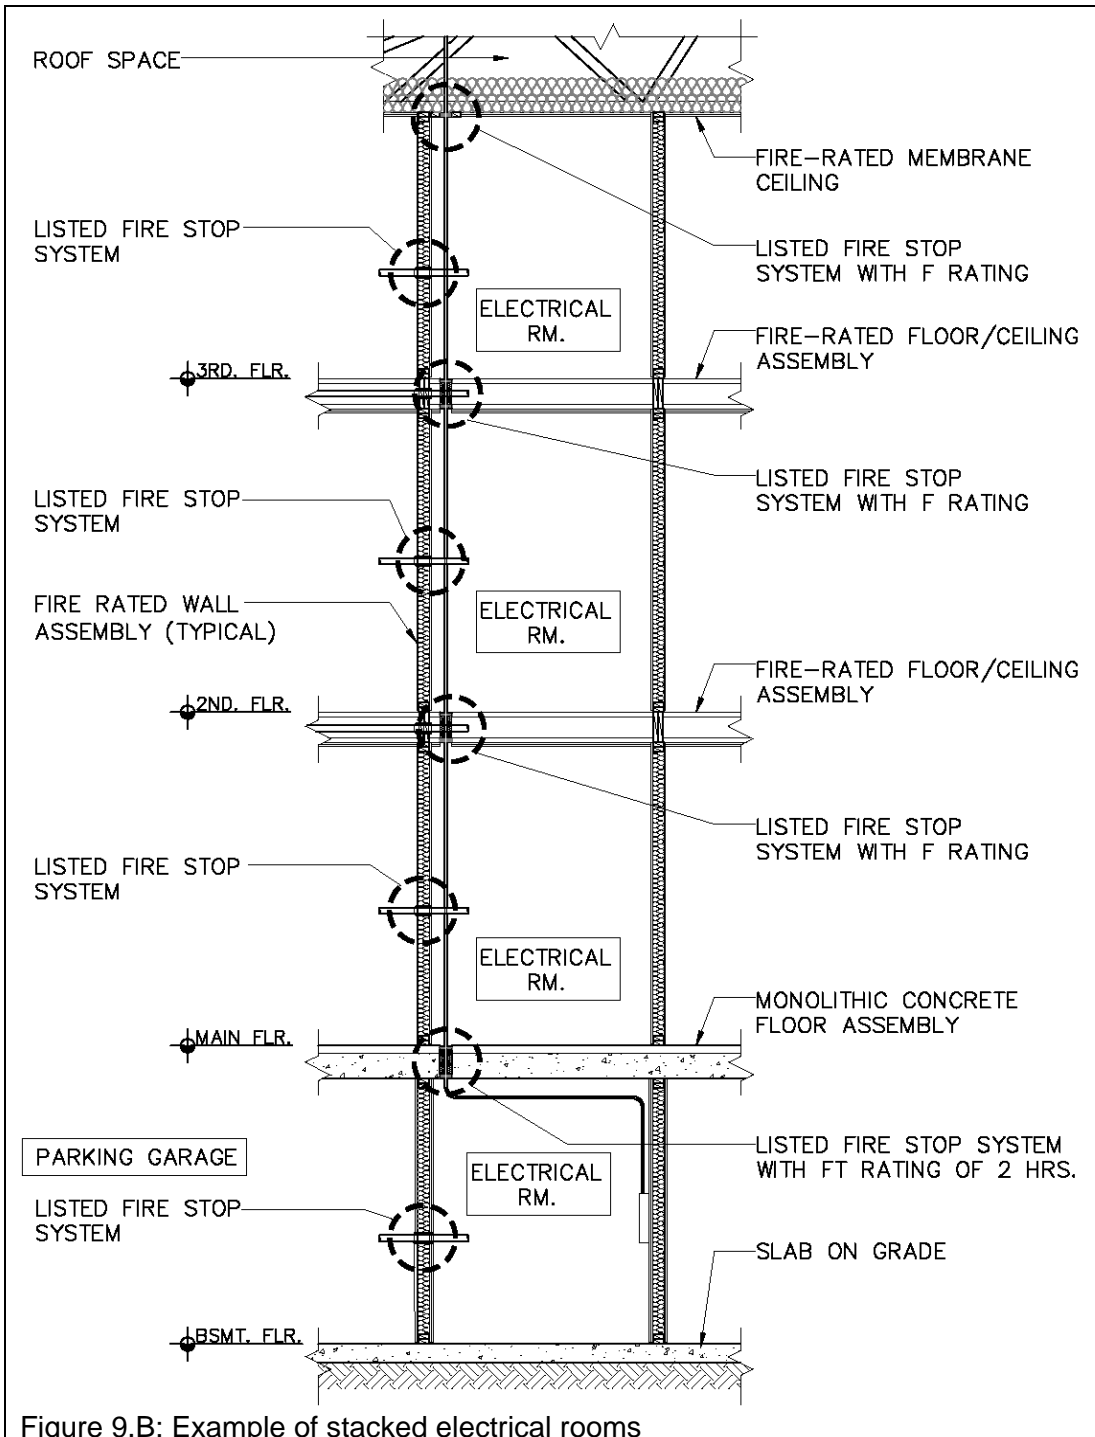 ROOF SPACE
FIRE-RATED MEMBRANE
CEILING
LISTED FIRE STOP
SYSTEM
LISTED FIRE STOP
SYSTEM WITH F RATING
ELECTRICAL
RM.
FIRE-RATED FLOOR/CEILING
ASSEMBLY
3RD. FLR.
LISTED FIRE STOP
SYSTEM WITH F RATING
LISTED FIRE STOP
SYSTEM
FIRE RATED WALL
ASSEMBLY (TYPICAL)
ELECTRICAL
RM.
FIRE-RATED FLOOR/CEILING
ASSEMBLY
2ND. FLR.
LISTED FIRE STOP
SYSTEM WITH F RATING
LISTED FIRE STOP
SYSTEM
ELECTRICAL
RM.
MONOLITHIC CONCRETE
FLOOR ASSEMBLY
MAIN FLR.
PARKING GARAGE
ELECTRICAL
RM.
LISTED FIRE STOP SYSTEM
WITH FT RATING OF 2 HRS.
LISTED FIRE STOP
SYSTEM
SLAB ON GRADE
BSMT. FLR.
Figure 9.B: Example of stacked electrical rooms